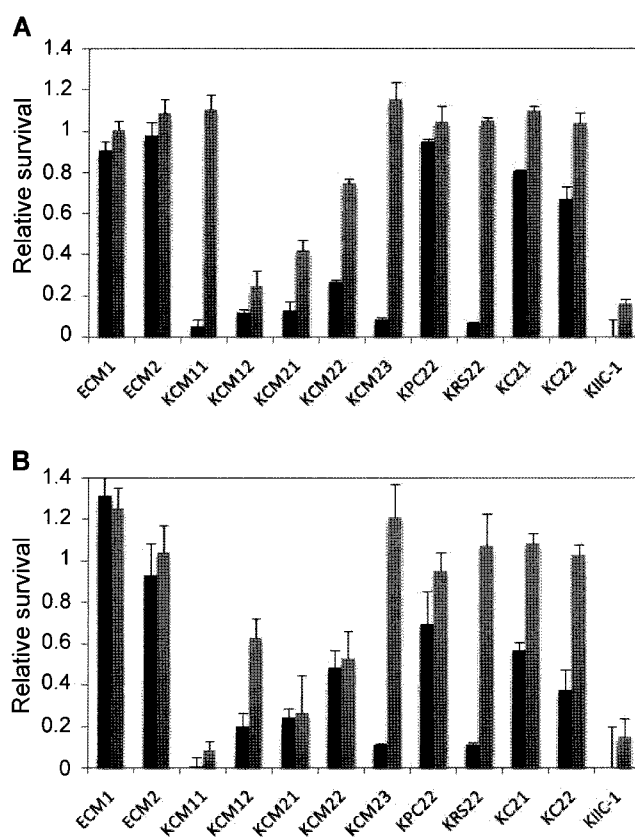 A
Relative survival
1.4
1.2
1
0.8
0.6
0.4
0.2
0
ECM1 ECM2 KCM11 KCM12 KCM21 KCM22 KCM23 KPC22 KRS22 KC21 KC22 KIIC-1
B
Relative survival
1.4
1.2
1
0.8
0.6
0.4
0.2
0
ECM1 ECM2 KCM11 KCM12 KCM21 KCM22 KCM23 KPC22 KRS22 KC21 KC22 KIIC-1